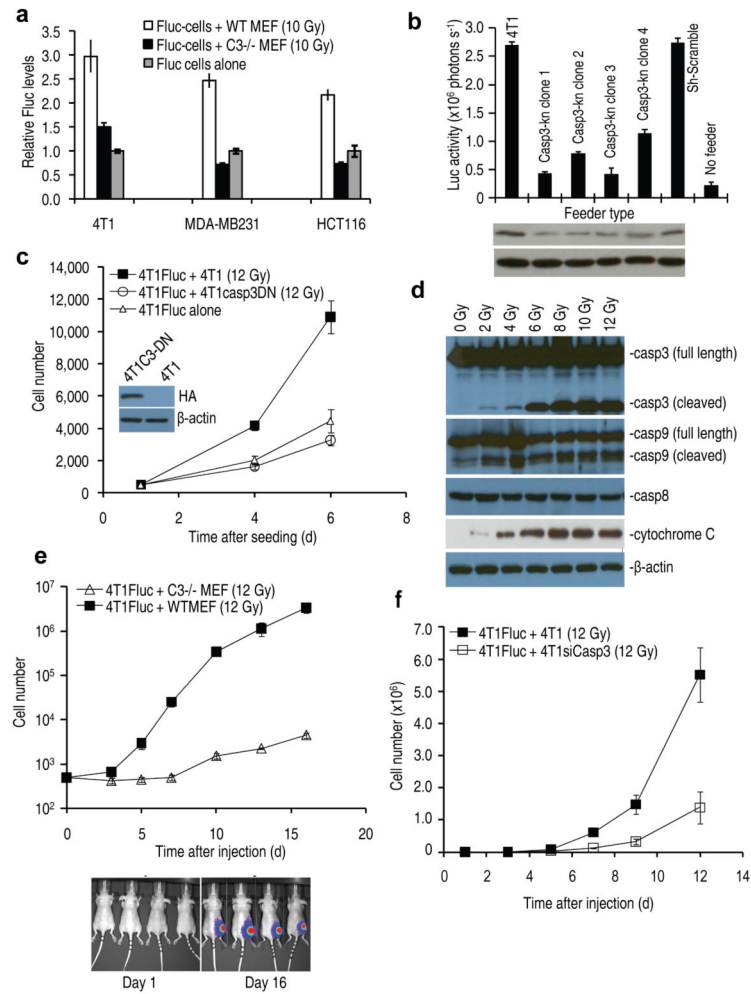 a
Fluc-cells + WT MEF (10 Gy)
Fluc-cells + C3-/- MEF (10 Gy)
Fluc cells alone
Relative Fluc levels
3.5
3.0
2.5
2.0
1.5
1.0
0.5
0.0
4T1
MDA-MB231
HCT116
b
Luc activity (x10⁶ photons s⁻¹)
3.0
2.5
2.0
1.5
1.0
0.5
0
4T1
Casp3-kn clone 1
Casp3-kn clone 2
Casp3-kn clone 3
Casp3-kn clone 4
Sh-Scramble
No feeder
Feeder type
c
4T1Fluc + 4T1 (12 Gy)
4T1Fluc + 4T1casp3DN (12 Gy)
4T1Fluc alone
Cell number
14,000
12,000
10,000
8,000
6,000
4,000
2,000
0
4T1C3-DN
4T1
HA
β-actin
0 2 4 6 8
Time after seeding (d)
d
0 Gy
2 Gy
4 Gy
6 Gy
8 Gy
10 Gy
12 Gy
-casp3 (full length)
-casp3 (cleaved)
-casp9 (full length)
-casp9 (cleaved)
-casp8
-cytochrome C
-β-actin
e
4T1Fluc + C3-/- MEF (12 Gy)
4T1Fluc + WTMEF (12 Gy)
Cell number
10⁷
10⁶
10⁵
10⁴
10³
10²
0 5 10 15 20
Time after injection (d)
Day 1
Day 16
f
4T1Fluc + 4T1 (12 Gy)
4T1Fluc + 4T1siCasp3 (12 Gy)
Cell number (x10⁶)
7.0
6.0
5.0
4.0
3.0
2.0
1.0
0
0 2 4 6 8 10 12 14
Time after injection (d)